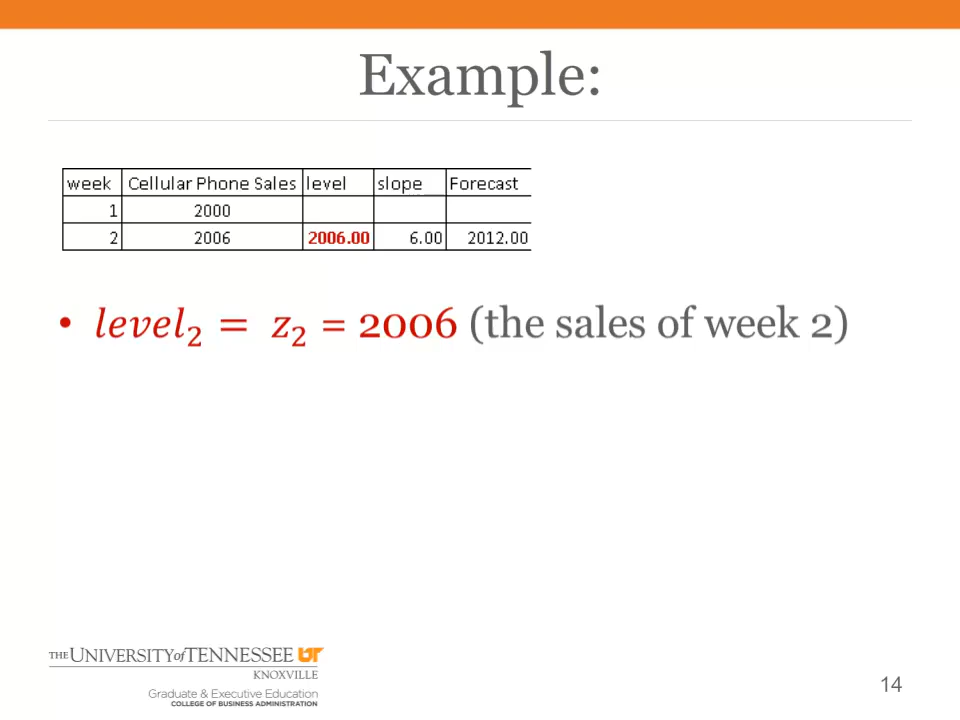 Example:
week Cellular Phone Sales level slope Forecast
1 2000
2 2006 2006.00 6.00 2012.00
• level₂ = z₂ = 2006 (the sales of week 2)
THE UNIVERSITY of TENNESSEE UT
KNOXVILLE
Graduate & Executive Education
COLLEGE OF BUSINESS ADMINISTRATION
14